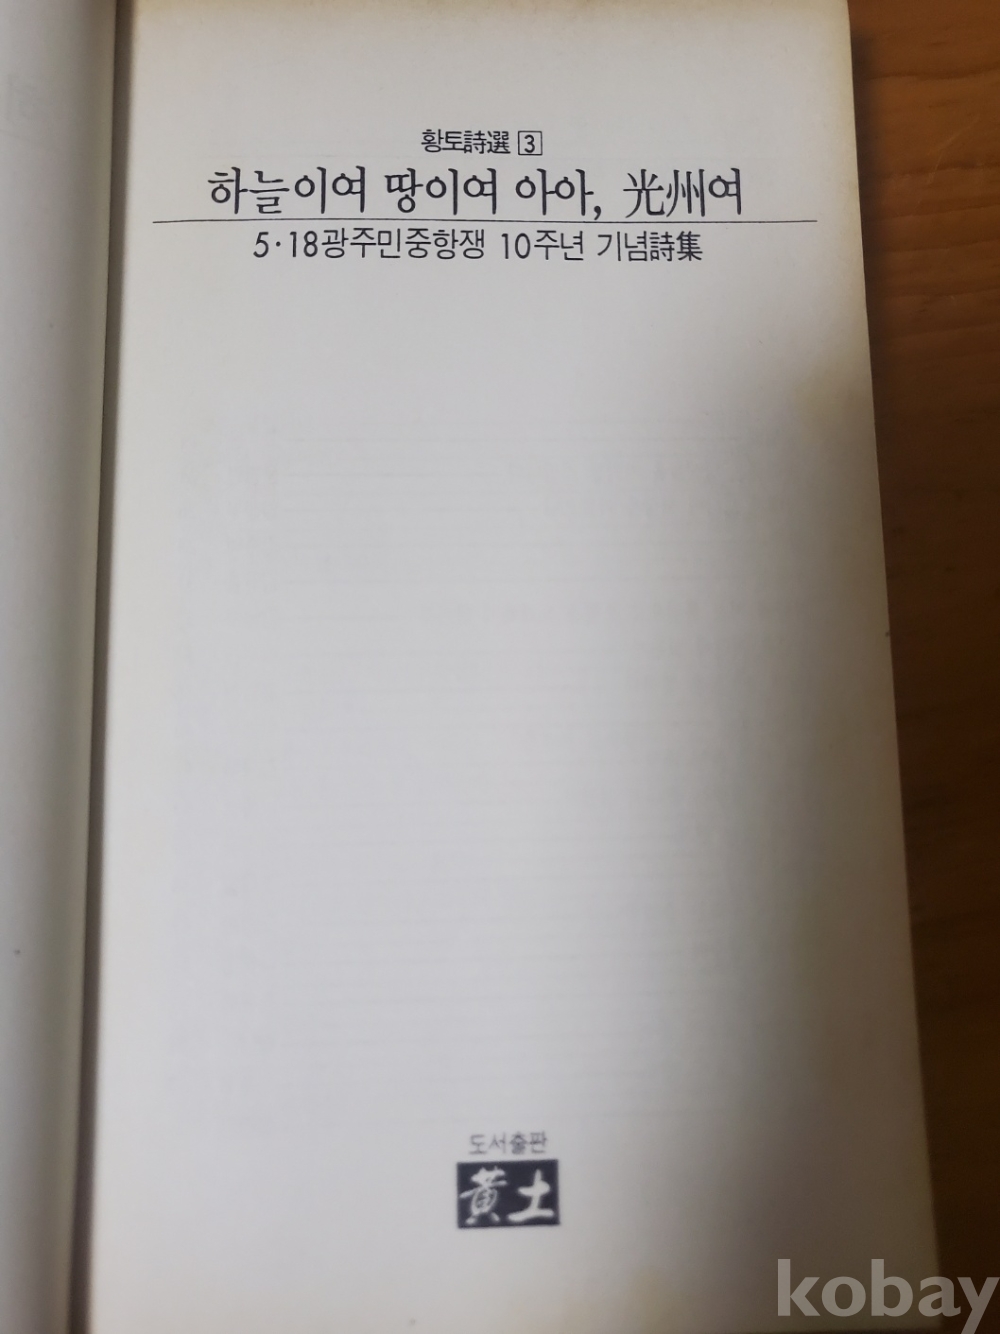 황토詩選 3
하늘이여 땅이여 아아, 光州여
5·18광주민중항쟁 10주년 기념詩集
도서출판
黃土
kobay